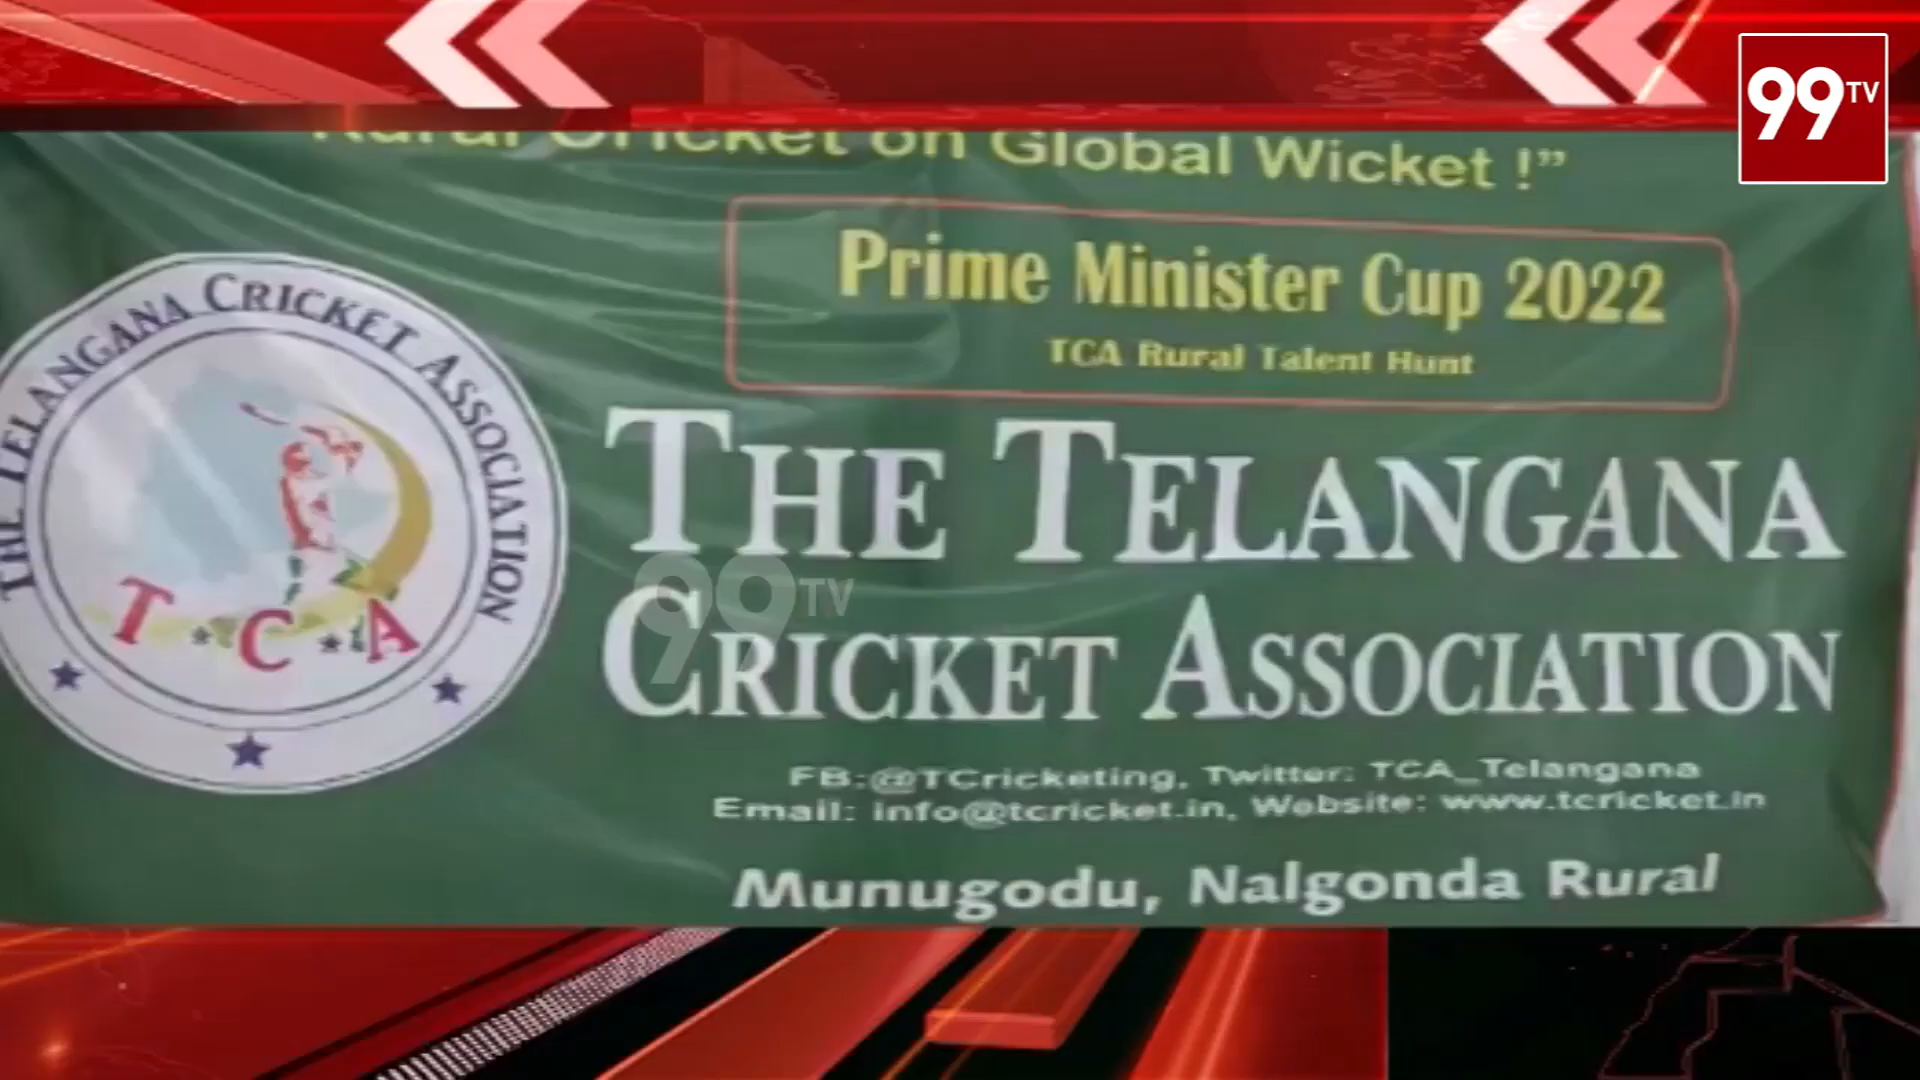 99TV
Rural Cricket on Global Wicket !”
Prime Minister Cup 2022
TCA Rural Talent Hunt
THE TELANGANA CRICKET ASSOCIATION
T C A
THE TELANGANA
CRICKET ASSOCIATION
99TV
FB:@TCricketing, Twitter: TCA_Telangana
Email: info@tcricket.in, Website: www.tcricket.in
Munugodu, Nalgonda Rural